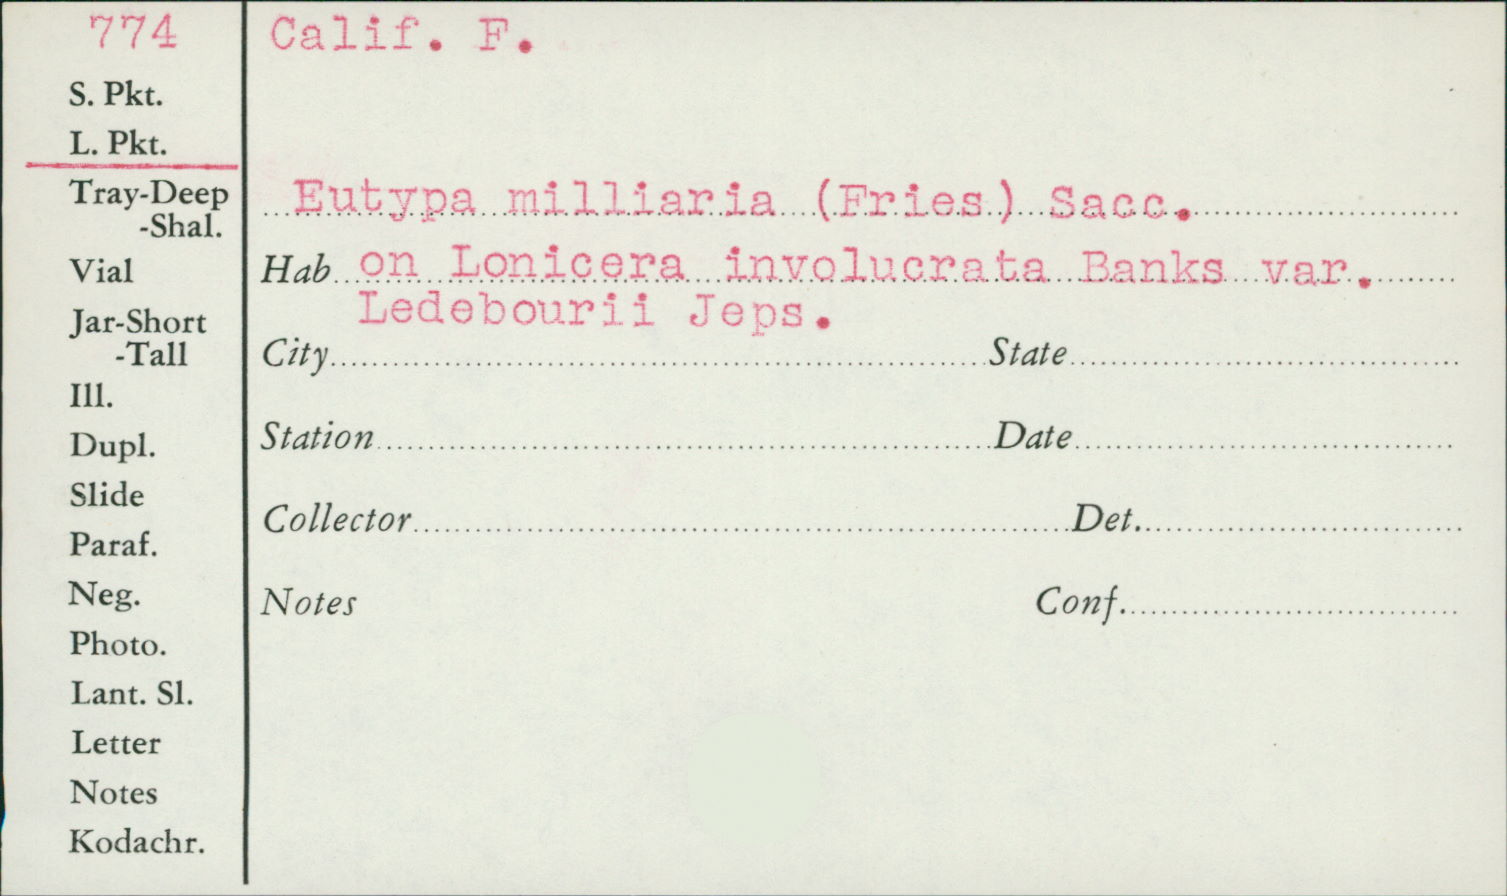 774
S. Pkt.
L. Pkt.
Tray-Deep
-Shal.
Vial
Jar-Short
-Tall
Ill.
Dupl.
Slide
Paraf.
Neg.
Photo.
Lant. Sl.
Letter
Notes
Kodachr.
Calif. F.
Eutypa milliaria (Fries) Sacc.
Hab on Lonicera involucrata Banks var.
Ledebourii Jeps.
City State
Station Date
Collector Det.
Notes Conf.